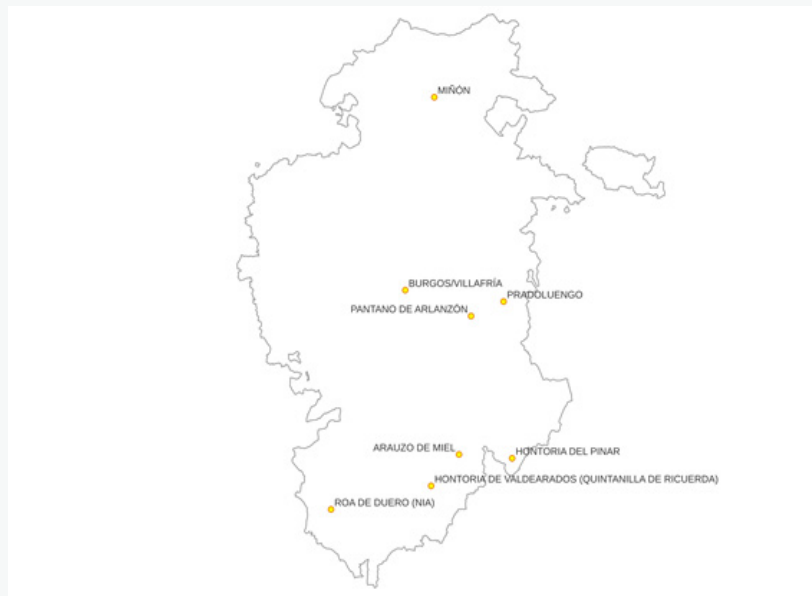 MIÑÓN
BURGOS/VILLAFRÍA
PRADOLUENGO
PANTANO DE ARLANZÓN
ARAUZO DE MIEL
HONTORIA DEL PINAR
HONTORIA DE VALDEARADOS (QUINTANILLA DE RICUERDA)
ROA DE DUERO (NIA)